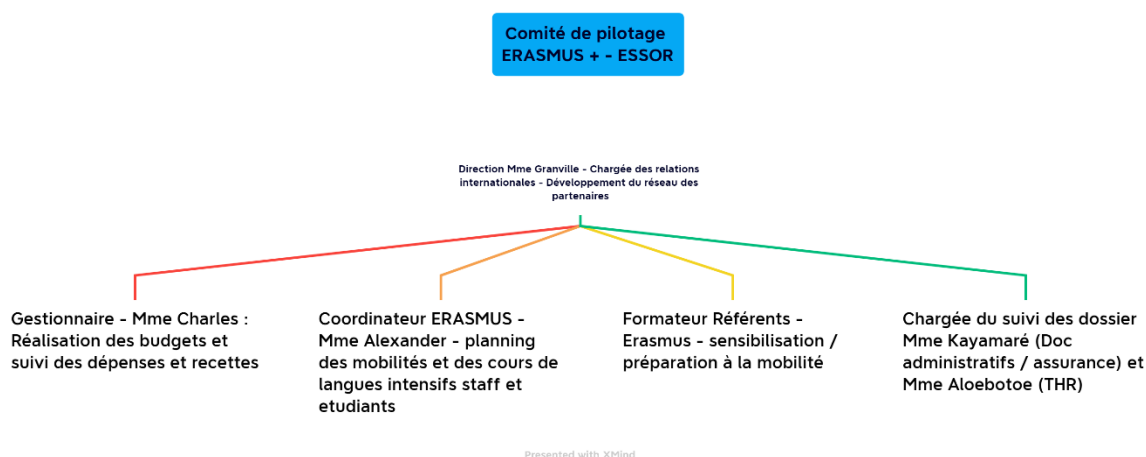 Comité de pilotage
ERASMUS + - ESSOR
Direction Mme Granville - Chargée des relations
internationales - Développement du réseau des
partenaires
Gestionnaire - Mme Charles :
Réalisation des budgets et
suivi des dépenses et recettes
Coordinateur ERASMUS -
Mme Alexander - planning
des mobilités et des cours de
langues intensifs staff et
etudiants
Formateur Référents -
Erasmus - sensibilisation /
préparation à la mobilité
Chargée du suivi des dossier
Mme Kayamaré (Doc
administratifs / assurance) et
Mme Aloebotoe (THR)
Presented with XMind